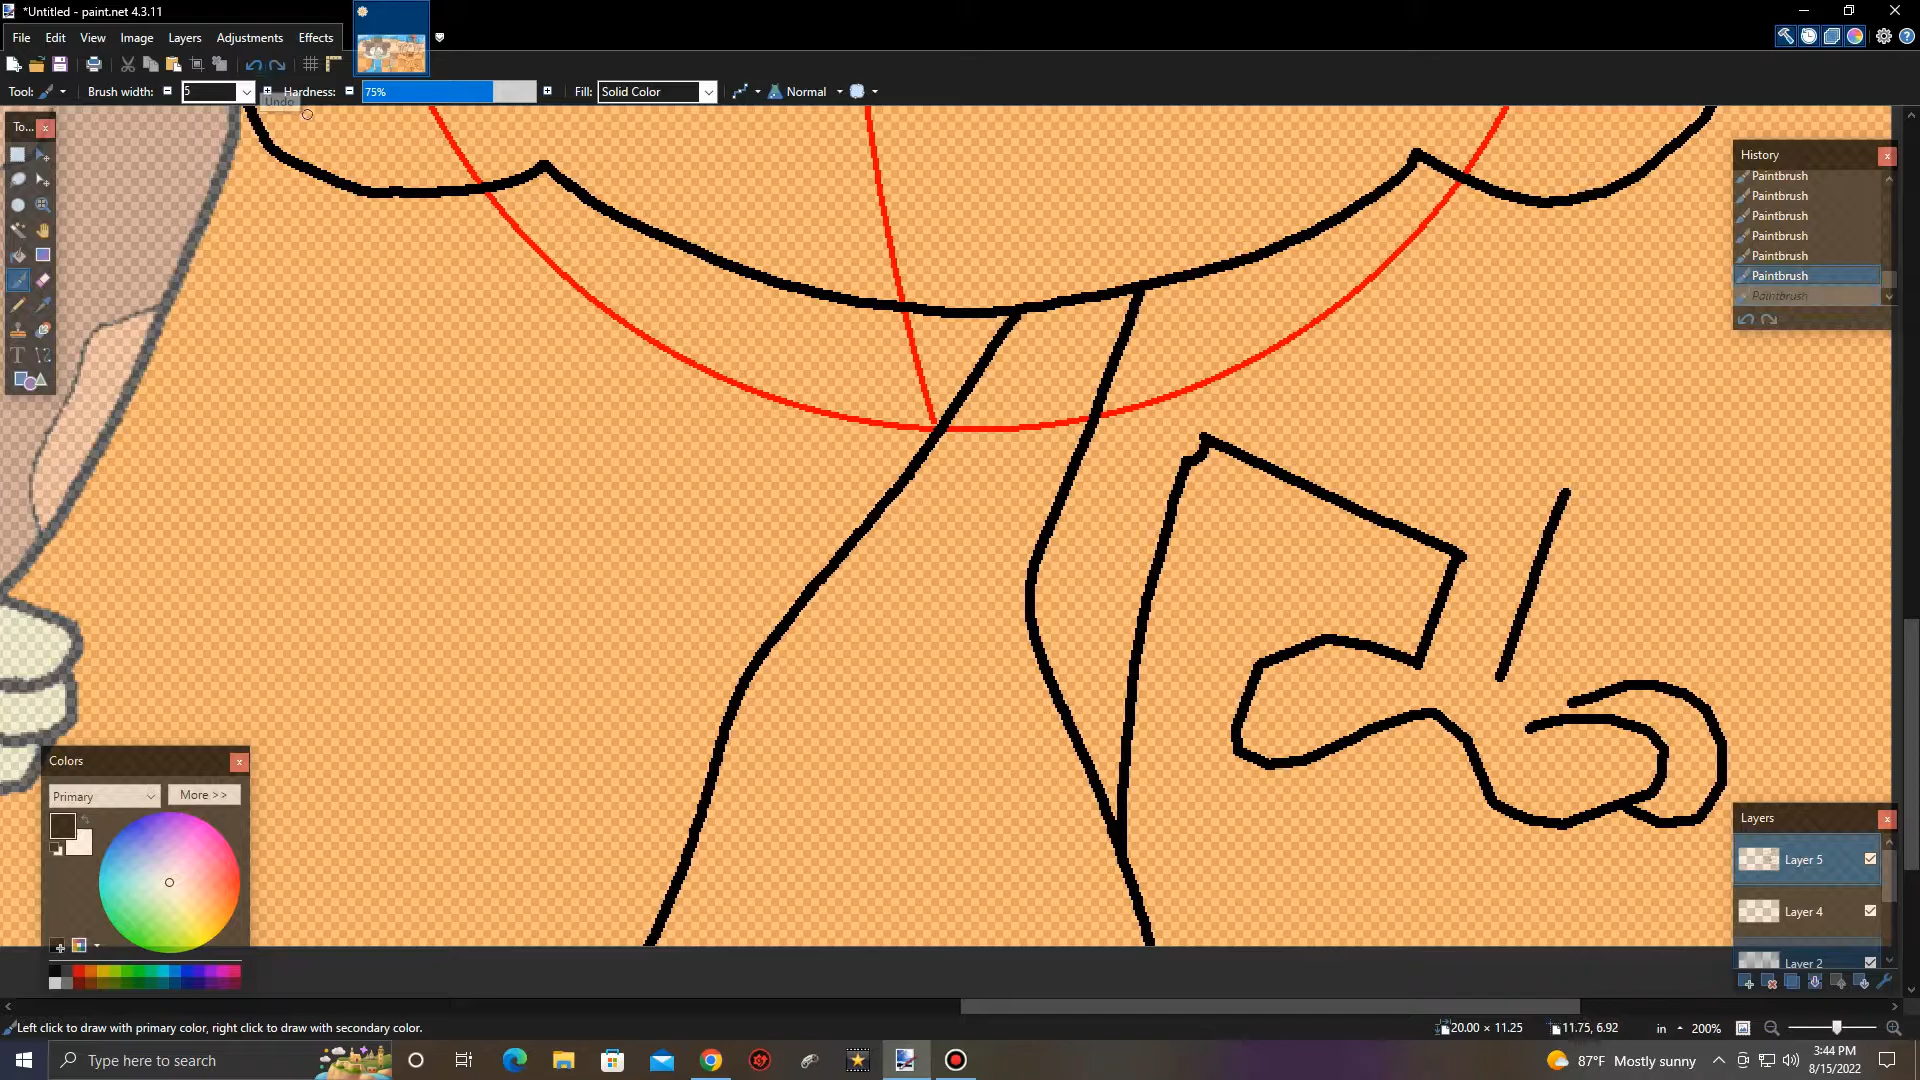 *Untitled - paint.net 4.3.11
File Edit View Image Layers Adjustments Effects
Tool: Brush width: 5 Hardness: 75% Fill: Solid Color Normal
Undo
To...
History
Paintbrush
Paintbrush
Paintbrush
Paintbrush
Paintbrush
Paintbrush
Paintbrush
Colors
Primary More >>
Layers
Layer 5
Layer 4
Layer 2
Left click to draw with primary color, right click to draw with secondary color.
20.00 × 11.25 11.75, 6.92 in 200%
Type here to search
87°F Mostly sunny
3:44 PM
8/15/2022